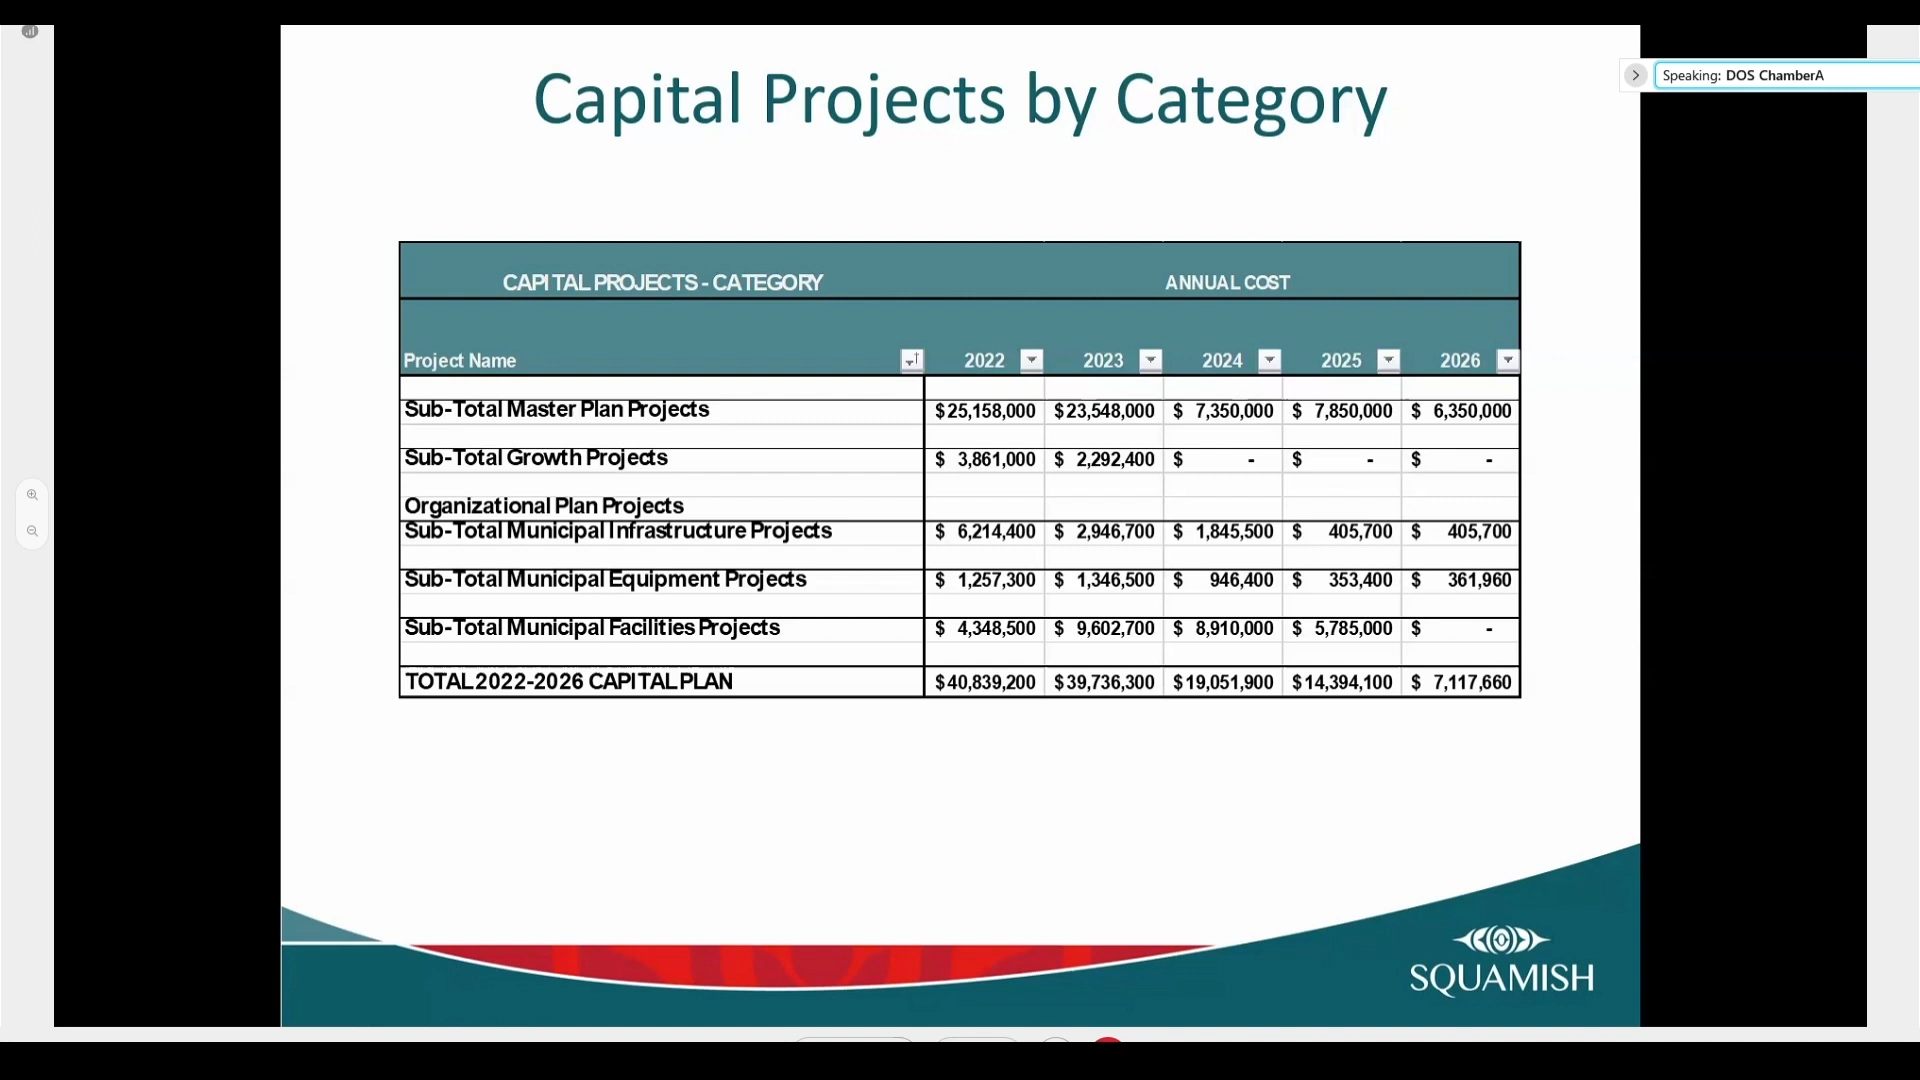 Capital Projects by Category
Speaking: DOS ChamberA
CAPITAL PROJECTS - CATEGORY ANNUAL COST
Project Name 2022 2023 2024 2025 2026
Sub-Total Master Plan Projects $25,158,000 $23,548,000 $ 7,350,000 $ 7,850,000 $ 6,350,000
Sub-Total Growth Projects $ 3,861,000 $ 2,292,400 $ - $ - $ -
Organizational Plan Projects
Sub-Total Municipal Infrastructure Projects $ 6,214,400 $ 2,946,700 $ 1,845,500 $ 405,700 $ 405,700
Sub-Total Municipal Equipment Projects $ 1,257,300 $ 1,346,500 $ 946,400 $ 353,400 $ 361,960
Sub-Total Municipal Facilities Projects $ 4,348,500 $ 9,602,700 $ 8,910,000 $ 5,785,000 $ -
TOTAL 2022-2026 CAPITAL PLAN $40,839,200 $39,736,300 $19,051,900 $14,394,100 $ 7,117,660
SQUAMISH